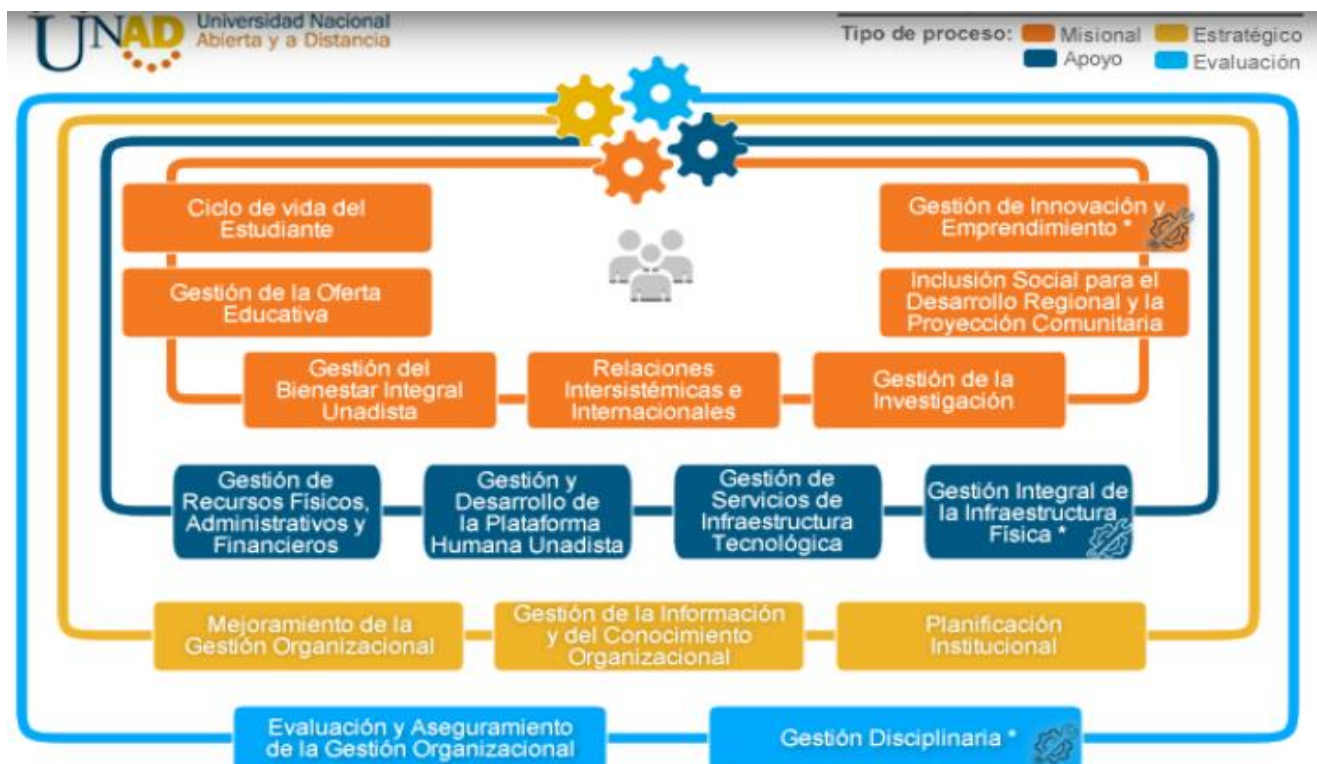 UNAD
Universidad Nacional
Abierta y a Distancia
Tipo de proceso:
Misional
Estratégico
Apoyo
Evaluación
Ciclo de vida del
Estudiante
Gestión de Innovación y
Emprendimiento *
Gestión de la Oferta
Educativa
Inclusión Social para el
Desarrollo Regional y la
Proyección Comunitaria
Gestión del
Bienestar Integral
Unadista
Relaciones
Intersistémicas e
Internacionales
Gestión de la
Investigación
Gestión de
Recursos Físicos,
Administrativos y
Financieros
Gestión y
Desarrollo de
la Plataforma
Humana Unadista
Gestión de
Servicios de
Infraestructura
Tecnológica
Gestión Integral de
la Infraestructura
Física *
Mejoramiento de la
Gestión Organizacional
Gestión de la Información
y del Conocimiento
Organizacional
Planificación
Institucional
Evaluación y Aseguramiento
de la Gestión Organizacional
Gestión Disciplinaria *